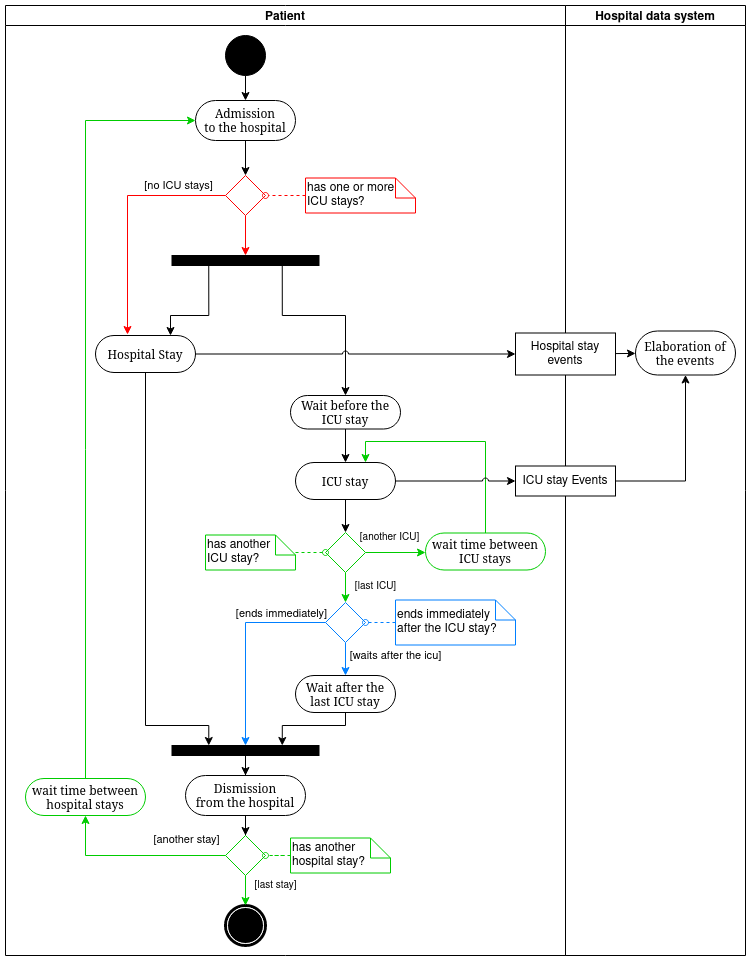 Patient
Hospital data system
Admission
to the hospital
[no ICU stays]
has one or more
ICU stays?
Hospital Stay
Hospital stay
events
Elaboration of
the events
Wait before the
ICU stay
ICU stay
ICU stay Events
has another
ICU stay?
[another ICU]
wait time between
ICU stays
[last ICU]
[ends immediately]
ends immediately
after the ICU stay?
[waits after the icu]
Wait after the
last ICU stay
wait time between
hospital stays
Dismission
from the hospital
[another stay]
has another
hospital stay?
[last stay]